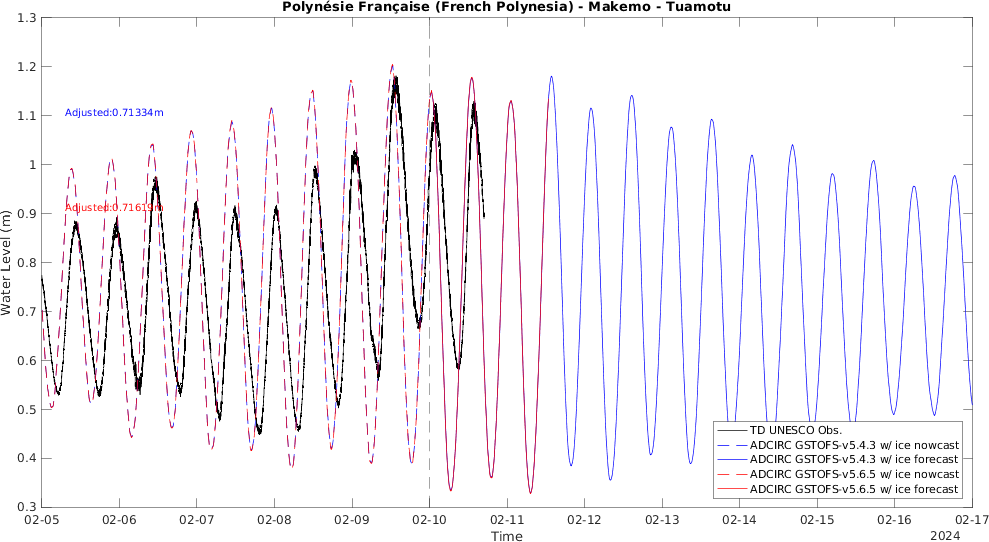 Polynésie Française (French Polynesia) - Makemo - Tuamotu
1.3
1.2
1.1
1
0.9
0.8
0.7
0.6
0.5
0.4
0.3
Water Level (m)
Adjusted:0.71334m
Adjusted:0.71619m
TD UNESCO Obs.
ADCIRC GSTOFS-v5.4.3 w/ ice nowcast
ADCIRC GSTOFS-v5.4.3 w/ ice forecast
ADCIRC GSTOFS-v5.6.5 w/ ice nowcast
ADCIRC GSTOFS-v5.6.5 w/ ice forecast
02-05 02-06 02-07 02-08 02-09 02-10 02-11 02-12 02-13 02-14 02-15 02-16 02-17
Time
2024